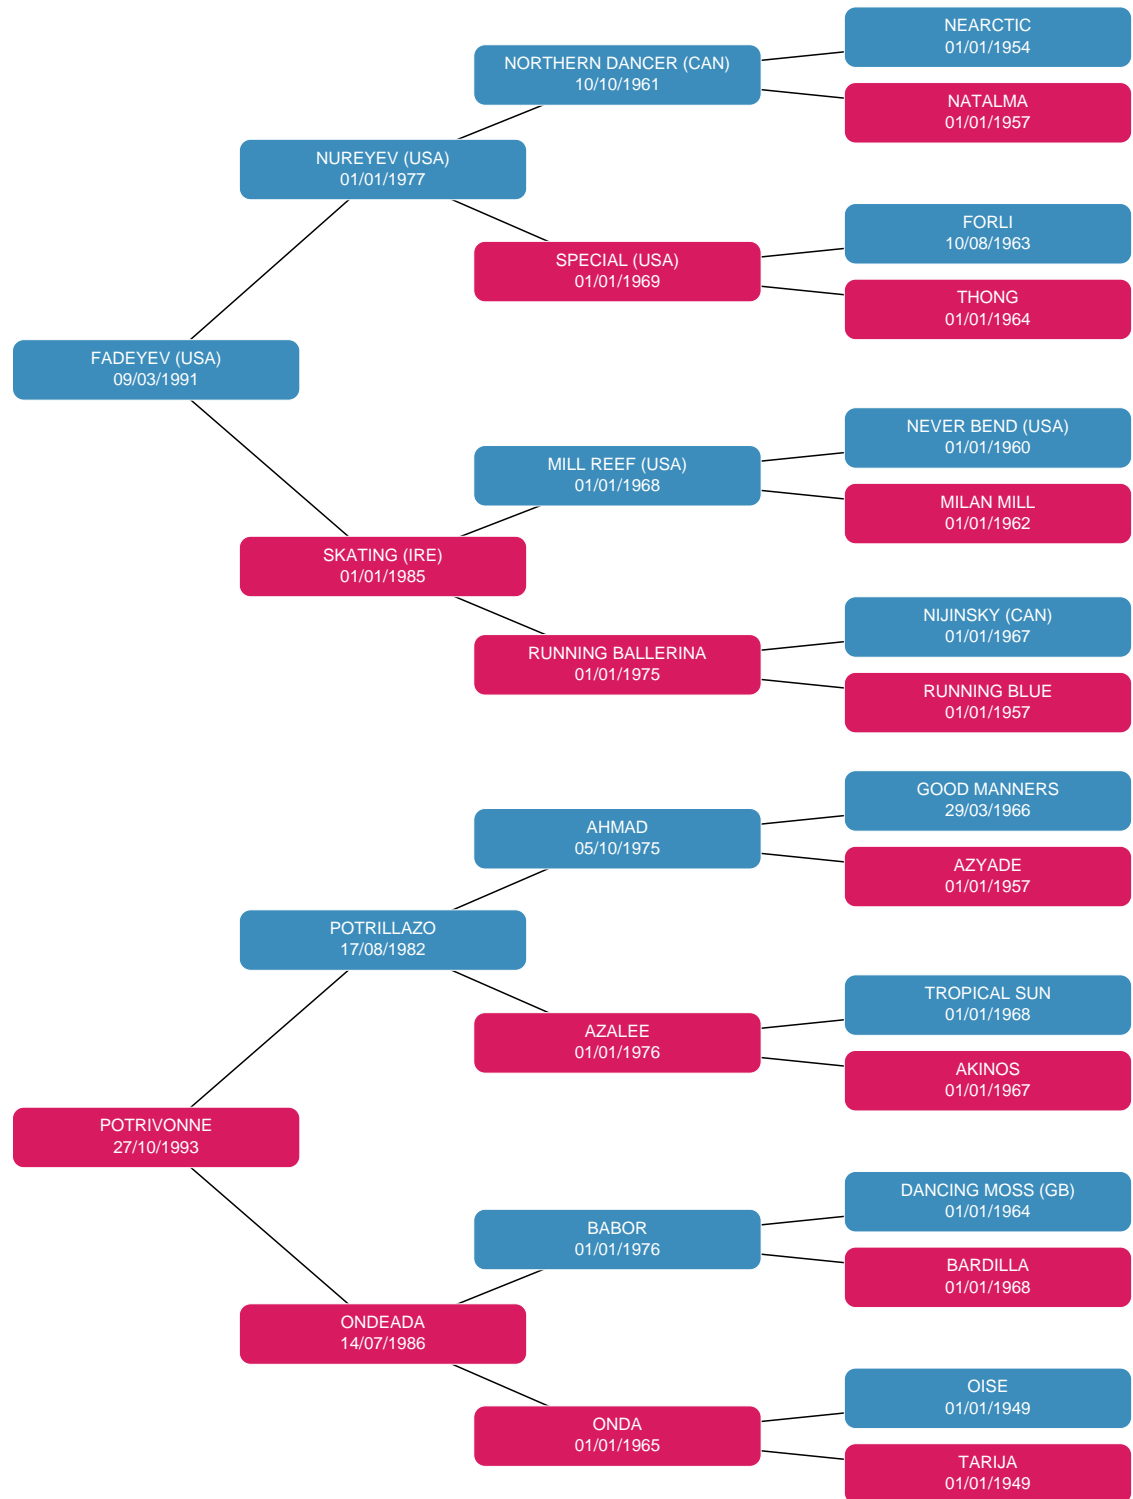 NEARCTIC
01/01/1954
NORTHERN DANCER (CAN)
10/10/1961
NATALMA
01/01/1957
NUREYEV (USA)
01/01/1977
FORLI
10/08/1963
SPECIAL (USA)
01/01/1969
THONG
01/01/1964
FADEYEV (USA)
09/03/1991
NEVER BEND (USA)
01/01/1960
MILL REEF (USA)
01/01/1968
MILAN MILL
01/01/1962
SKATING (IRE)
01/01/1985
NIJINSKY (CAN)
01/01/1967
RUNNING BALLERINA
01/01/1975
RUNNING BLUE
01/01/1957
GOOD MANNERS
29/03/1966
AHMAD
05/10/1975
AZYADE
01/01/1957
POTRILLAZO
17/08/1982
TROPICAL SUN
01/01/1968
AZALEE
01/01/1976
AKINOS
01/01/1967
POTRIVONNE
27/10/1993
DANCING MOSS (GB)
01/01/1964
BABOR
01/01/1976
BARDILLA
01/01/1968
ONDEADA
14/07/1986
OISE
01/01/1949
ONDA
01/01/1965
TARIJA
01/01/1949